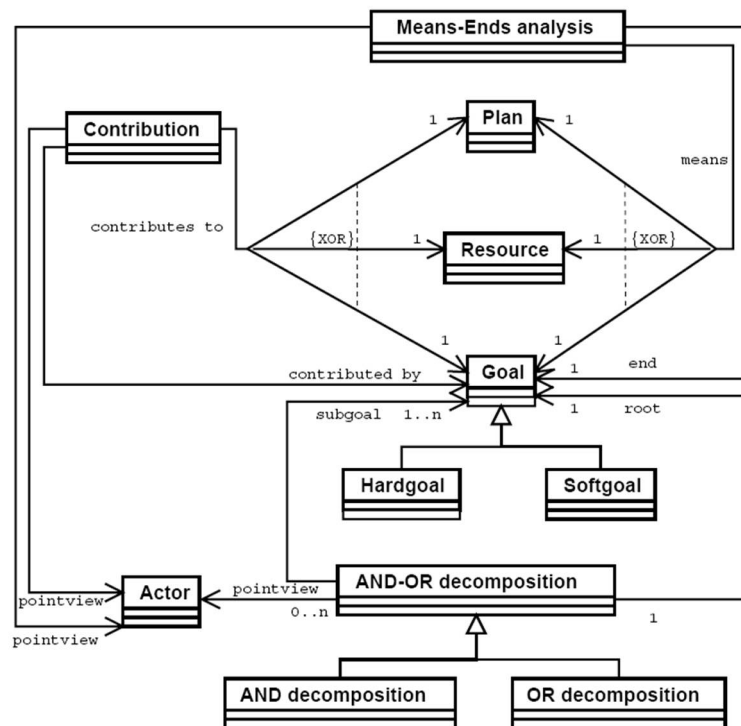 Means-Ends analysis
Plan
1
1
Contribution
means
contributes to
{XOR}
1
Resource
1
{XOR}
1
1
Goal
contributed by
1
end
subgoal
1..n
1
root
Hardgoal
Softgoal
Actor
pointview
AND-OR decomposition
pointview
0..n
1
pointview
AND decomposition
OR decomposition